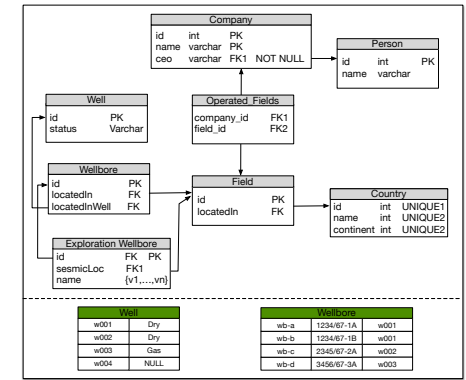 Company
id int PK
name varchar PK
ceo varchar FK1 NOT NULL
Person
id int PK
name varchar
Well
id PK
status Varchar
Operated_Fields
company_id FK1
field_id FK2
Wellbore
id PK
locatedIn FK
locatedInWell FK
Field
id PK
locatedIn FK
Country
id int UNIQUE1
name int UNIQUE2
continent int UNIQUE2
Exploration Wellbore
id FK PK
sesmicLoc FK1
name {v1,...,vn}
Well
w001 Dry
w002 Dry
w003 Gas
w004 NULL
Wellbore
wb-a 1234/67-1A w001
wb-b 1234/67-1B w001
wb-c 2345/67-2A w002
wb-d 3456/67-3A w003